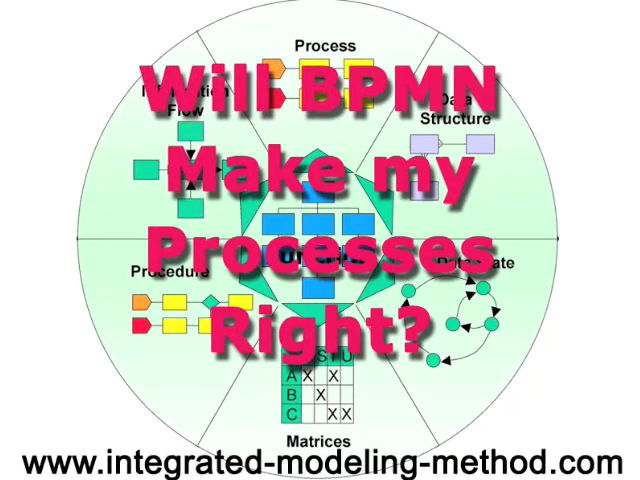 Process
Will BPMN
Flow
Data
Structure
Make my
Processes
Procedure
Right?
S T U
A X X
B X
C X X
Matrices
www.integrated-modeling-method.com